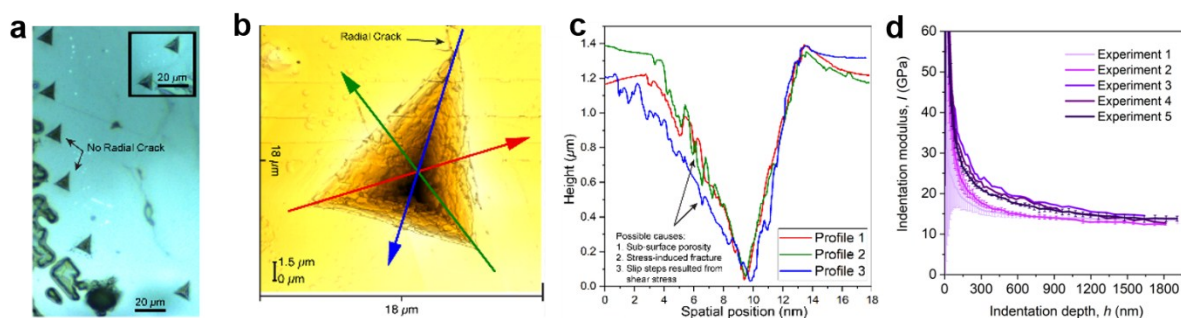 a
20 µm
No Radial Crack
20 µm
b
Radial Crack
18 µm
1.5 µm
0 µm
18 µm
c
Height (µm)
1.4
1.2
1.0
0.8
0.6
0.4
0.2
0.0
Possible causes:
1. Sub-surface porosity
2. Stress-induced fracture
3. Slip steps resulted from
shear stress
Profile 1
Profile 2
Profile 3
0 2 4 6 8 10 12 14 16 18
Spatial position (nm)
d
Indentation modulus, I (GPa)
60
50
40
30
20
10
0
Experiment 1
Experiment 2
Experiment 3
Experiment 4
Experiment 5
0 300 600 900 1200 1500 1800
Indentation depth, h (nm)